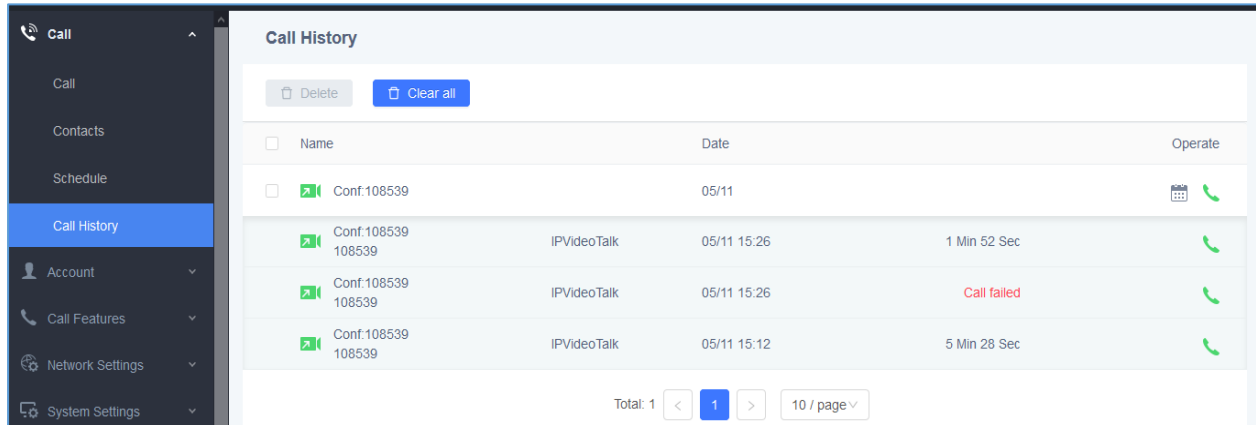 Call
Call
Contacts
Schedule
Call History
Account
Call Features
Network Settings
System Settings
Call History
Delete
Clear all
Name Date Operate
Conf:108539 05/11
Conf:108539
108539
IPVideoTalk 05/11 15:26 1 Min 52 Sec
Conf:108539
108539
IPVideoTalk 05/11 15:26 Call failed
Conf:108539
108539
IPVideoTalk 05/11 15:12 5 Min 28 Sec
Total: 1 < 1 > 10 / page